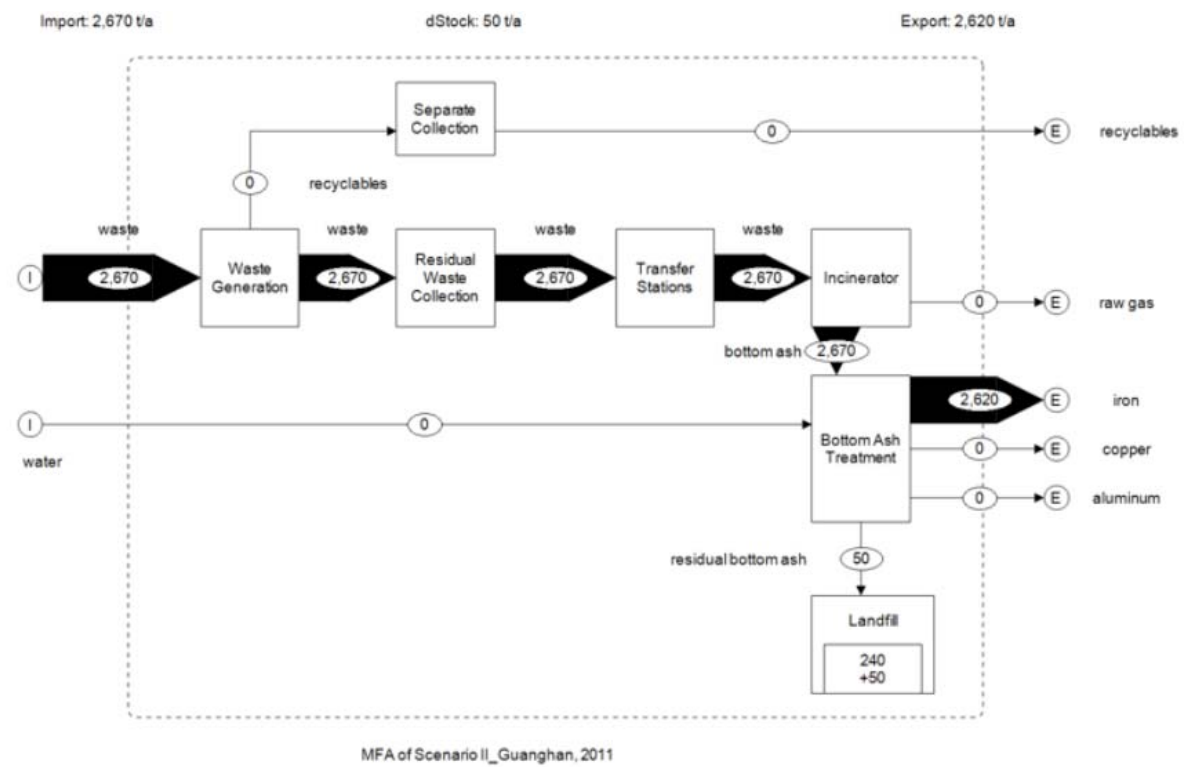 Import: 2,670 t/a
dStock: 50 t/a
Export: 2,620 t/a
Separate
Collection
0
E
recyclables
0
recyclables
waste
waste
waste
waste
I
2,670
Waste
Generation
2,670
Residual
Waste
Collection
2,670
Transfer
Stations
2,670
Incinerator
0
E
raw gas
bottom ash
2,670
2,620
E
iron
I
0
water
Bottom Ash
Treatment
0
E
copper
0
E
aluminum
residual bottom ash
50
Landfill
240
+50
MFA of Scenario II_Guanghan, 2011